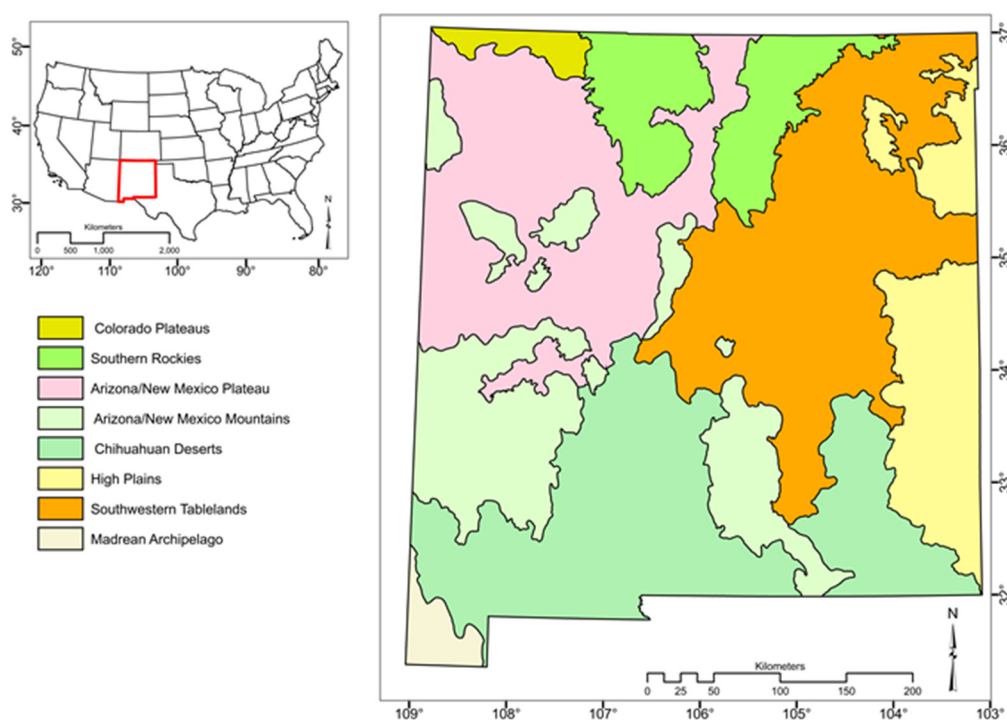 50°
40°
30°
120°
110°
100°
90°
80°
Kilometers
0
500
1,000
2,000
N
Colorado Plateaus
Southern Rockies
Arizona/New Mexico Plateau
Arizona/New Mexico Mountains
Chihuahuan Deserts
High Plains
Southwestern Tablelands
Madrean Archipelago
37°
36°
35°
34°
33°
32°
N
Kilometers
0
25
50
100
150
200
109°
108°
107°
106°
105°
104°
103°